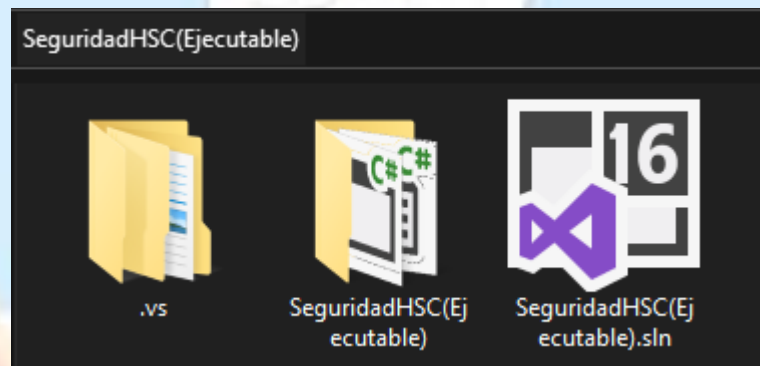 SeguridadHSC(Ejecutable)
C# C#
16
.vs
SeguridadHSC(Ej
ecutable)
SeguridadHSC(Ej
ecutable).sln